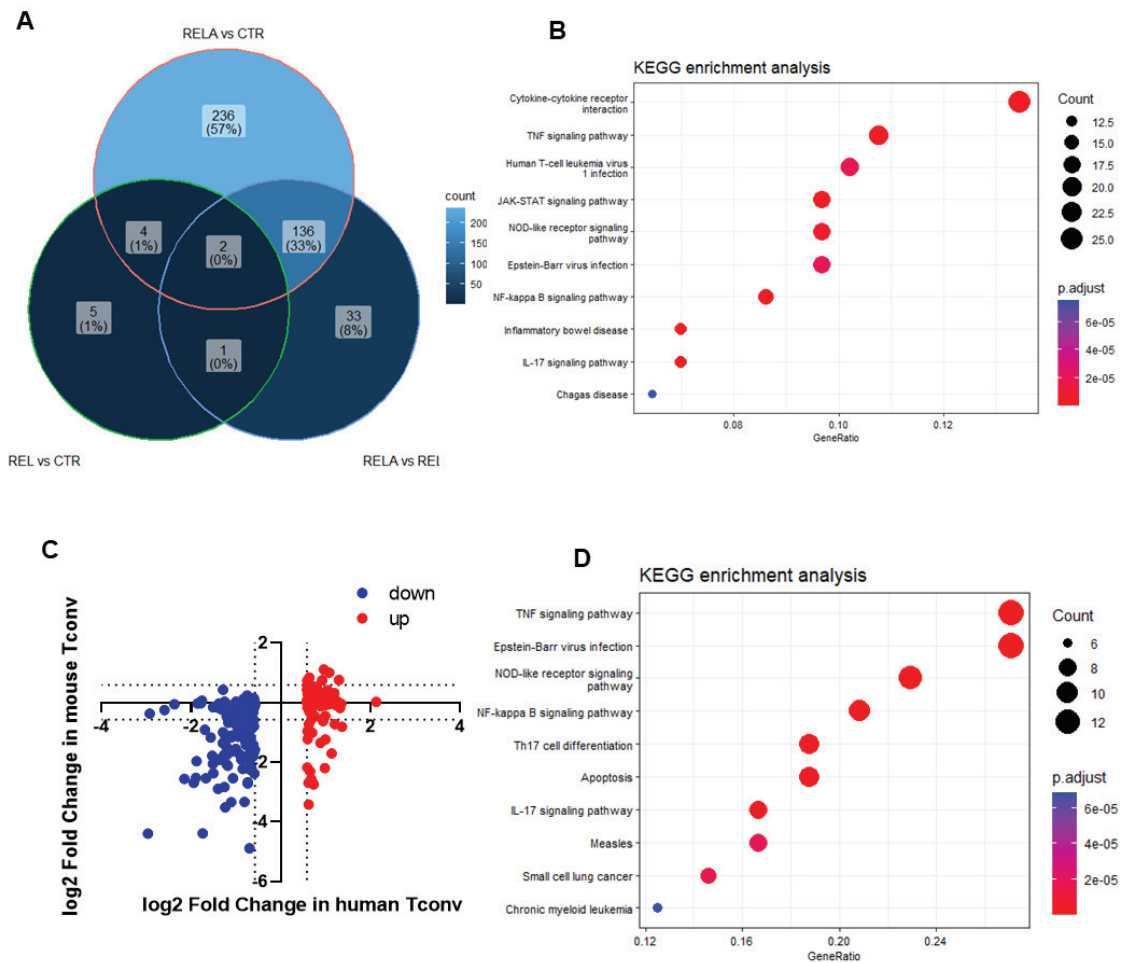 A
RELA vs CTR
236
(57%)
4
(1%)
2
(0%)
136
(33%)
5
(1%)
1
(0%)
33
(8%)
REL vs CTR
RELA vs REL
count
200
150
100
50
B
KEGG enrichment analysis
Cytokine-cytokine receptor
interaction
TNF signaling pathway
Human T-cell leukemia virus
1 infection
JAK-STAT signaling pathway
NOD-like receptor signaling
pathway
Epstein-Barr virus infection
NF-kappa B signaling pathway
Inflammatory bowel disease
IL-17 signaling pathway
Chagas disease
0.08
0.10
0.12
GeneRatio
Count
12.5
15.0
17.5
20.0
22.5
25.0
p.adjust
6e-05
4e-05
2e-05
C
down
up
log2 Fold Change in mouse Tconv
2
-2
-4
-6
-4
-2
2
4
log2 Fold Change in human Tconv
D
KEGG enrichment analysis
TNF signaling pathway
Epstein-Barr virus infection
NOD-like receptor signaling
pathway
NF-kappa B signaling pathway
Th17 cell differentiation
Apoptosis
IL-17 signaling pathway
Measles
Small cell lung cancer
Chronic myeloid leukemia
0.12
0.16
0.20
0.24
GeneRatio
Count
6
8
10
12
p.adjust
6e-05
4e-05
2e-05